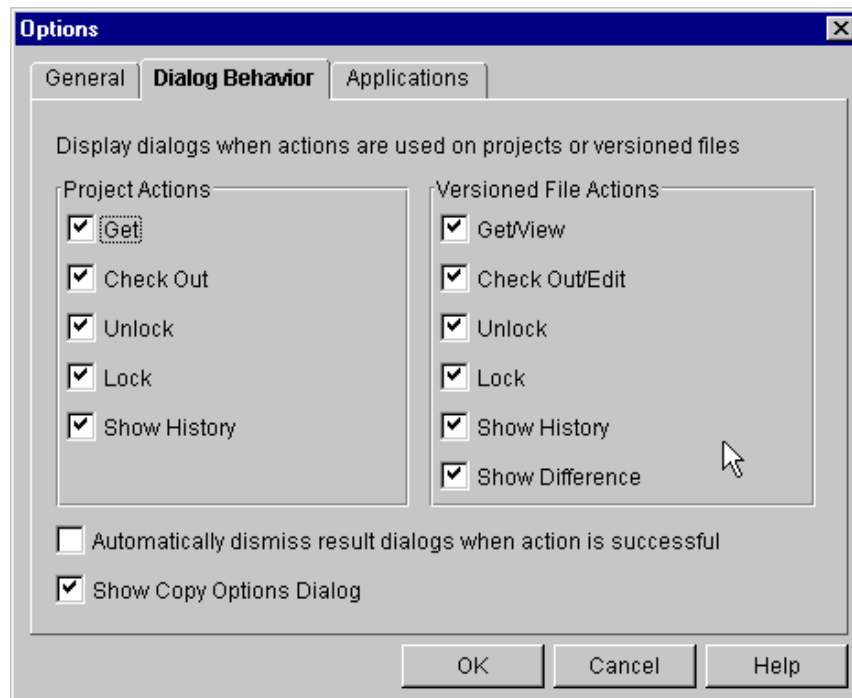 Options
General Dialog Behavior Applications
Display dialogs when actions are used on projects or versioned files
Project Actions
Get
Check Out
Unlock
Lock
Show History
Versioned File Actions
Get/View
Check Out/Edit
Unlock
Lock
Show History
Show Difference
Automatically dismiss result dialogs when action is successful
Show Copy Options Dialog
OK Cancel Help